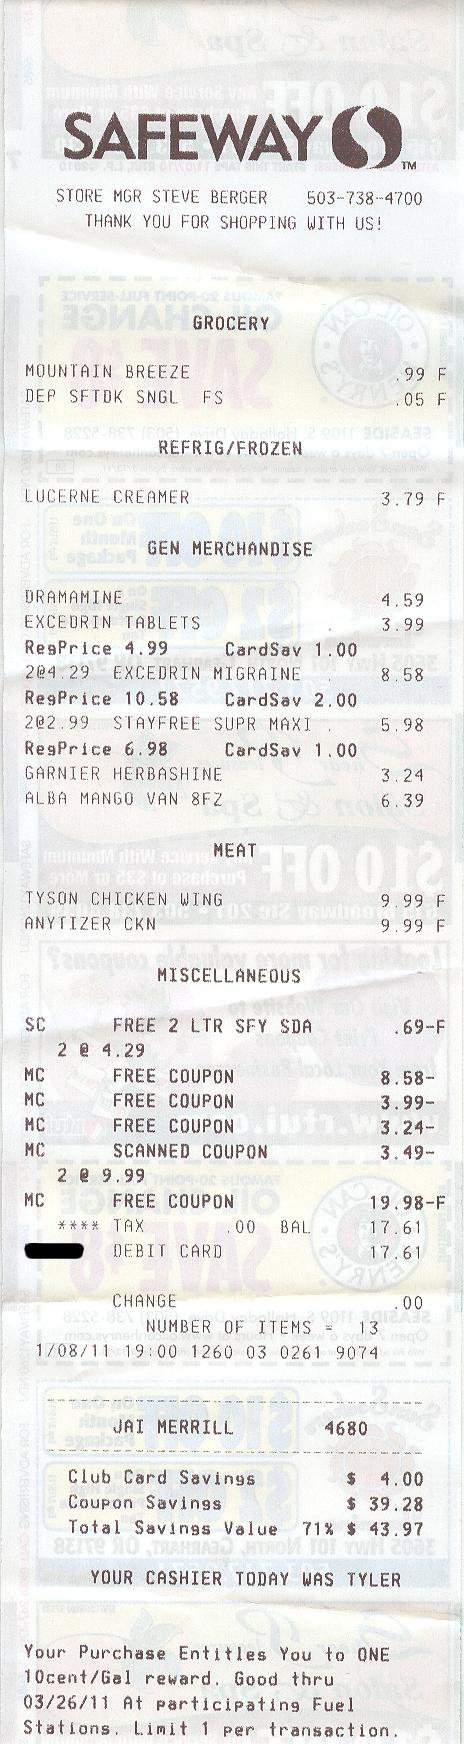 SAFEWAY TM
STORE MGR STEVE BERGER 503-738-4700
THANK YOU FOR SHOPPING WITH US!
GROCERY
MOUNTAIN BREEZE .99 F
DEP SFTDK SNGL FS .05 F
REFRIG/FROZEN
LUCERNE CREAMER 3.79 F
GEN MERCHANDISE
DRAMAMINE 4.59
EXCEDRIN TABLETS 3.99
RegPrice 4.99 CardSav 1.00
2@4.29 EXCEDRIN MIGRAINE 8.58
RegPrice 10.58 CardSav 2.00
2@2.99 STAYFREE SUPR MAXI 5.98
RegPrice 6.98 CardSav 1.00
GARNIER HERBASHINE 3.24
ALBA MANGO VAN 8FZ 6.39
MEAT
TYSON CHICKEN WING 9.99 F
ANYTIZER CKN 9.99 F
MISCELLANEOUS
SC FREE 2 LTR SFY SDA .69-F
2 @ 4.29
MC FREE COUPON 8.58-
MC FREE COUPON 3.99-
MC FREE COUPON 3.24-
MC SCANNED COUPON 3.49-
2 @ 9.99
MC FREE COUPON 19.98-F
**** TAX .00 BAL 17.61
DEBIT CARD 17.61
CHANGE .00
NUMBER OF ITEMS = 13
1/08/11 19:00 1260 03 0261 9074
JAI MERRILL 4680
Club Card Savings $ 4.00
Coupon Savings $ 39.28
Total Savings Value 71% $ 43.97
YOUR CASHIER TODAY WAS TYLER
Your Purchase Entitles You to ONE
10cent/Gal reward. Good thru
03/26/11 At participating Fuel
Stations. Limit 1 per transaction.